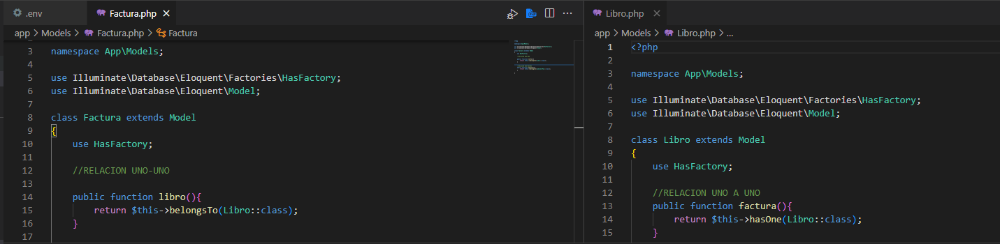 .env
Factura.php
app > Models > Factura.php > Factura
3 namespace App\Models;
4
5 use Illuminate\Database\Eloquent\Factories\HasFactory;
6 use Illuminate\Database\Eloquent\Model;
7
8 class Factura extends Model
9 {
10 use HasFactory;
11
12 //RELACION UNO-UNO
13
14 public function libro(){
15 return $this->belongsTo(Libro::class);
16 }
17
Libro.php
app > Models > Libro.php > ...
1 <?php
2
3 namespace App\Models;
4
5 use Illuminate\Database\Eloquent\Factories\HasFactory;
6 use Illuminate\Database\Eloquent\Model;
7
8 class Libro extends Model
9 {
10 use HasFactory;
11
12 //RELACION UNO A UNO
13 public function factura(){
14 return $this->hasOne(Libro::class);
15 }